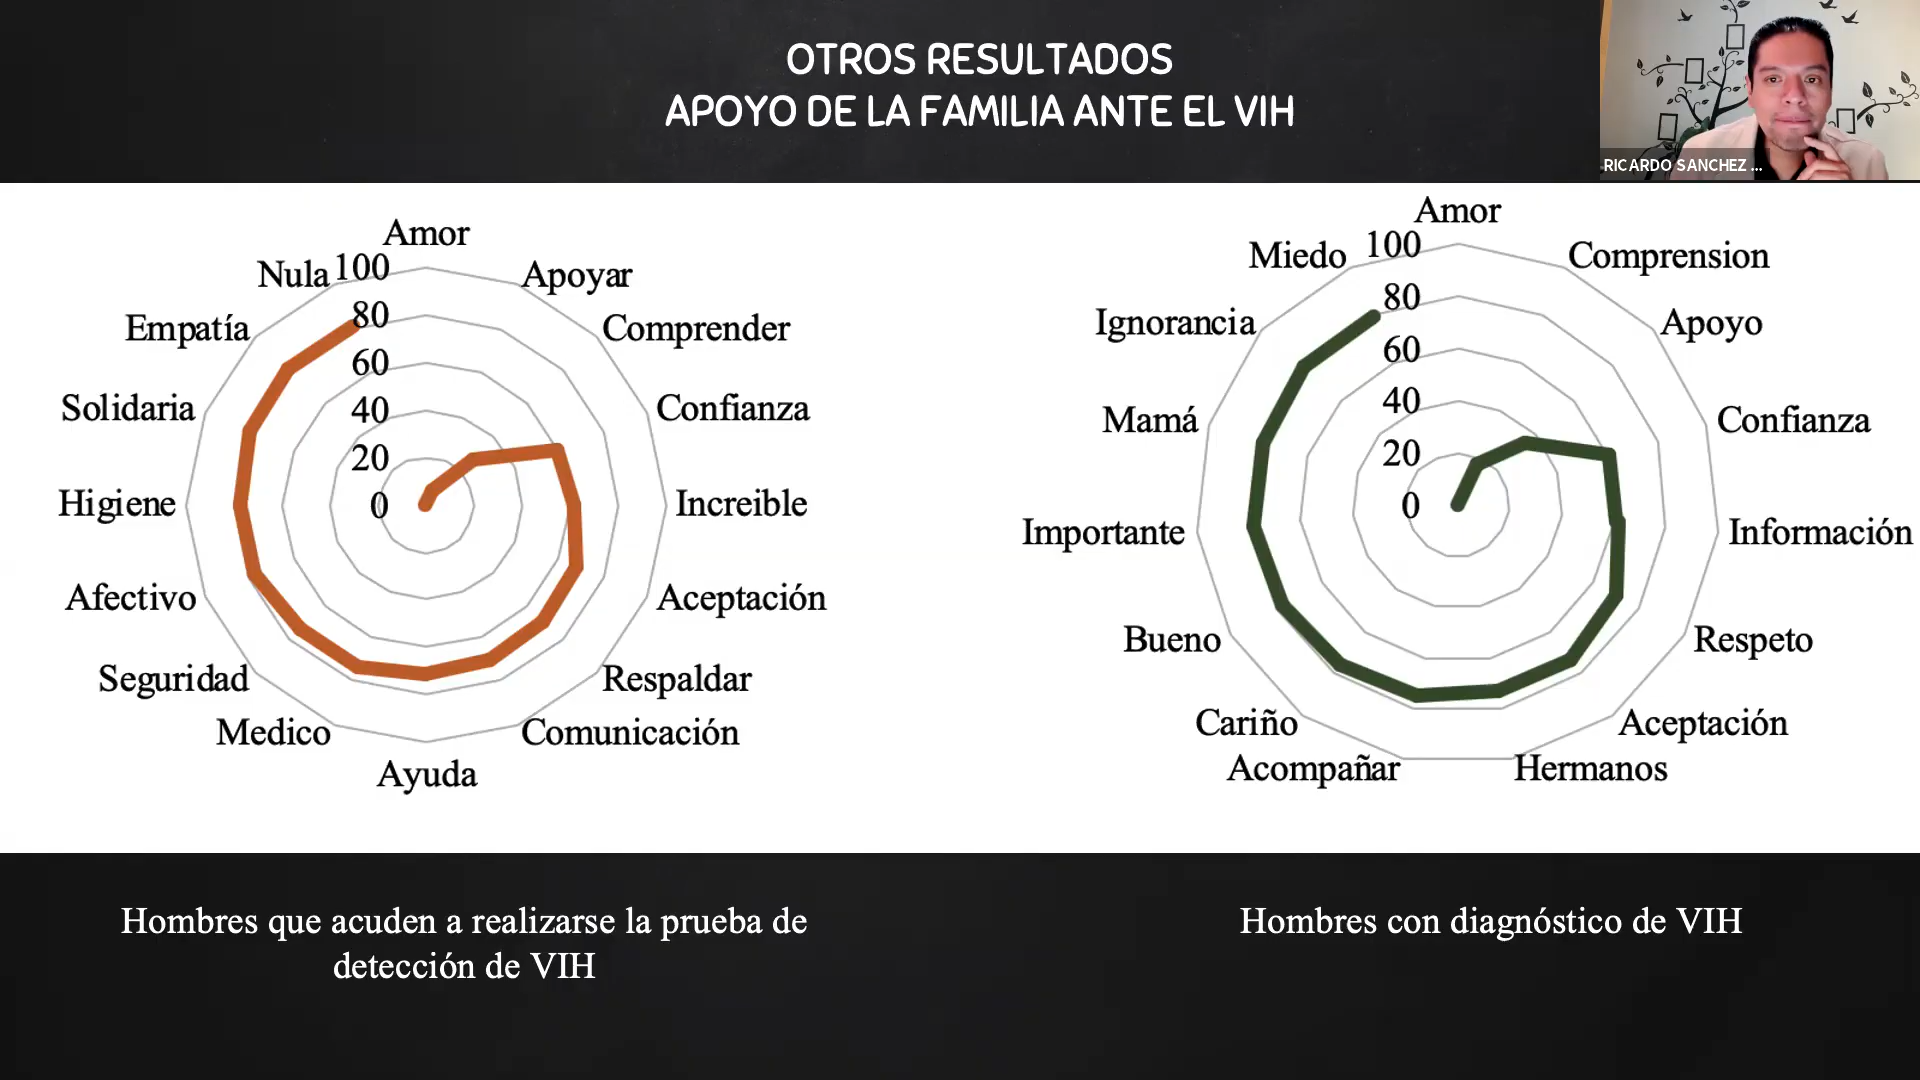 OTROS RESULTADOS
APOYO DE LA FAMILIA ANTE EL VIH
RICARDO SANCHEZ ...
Amor
Apoyar
Comprender
Confianza
Increible
Aceptación
Respaldar
Comunicación
Ayuda
Medico
Seguridad
Afectivo
Higiene
Solidaria
Empatía
Nula
100
80
60
40
20
0
Amor
Comprension
Apoyo
Confianza
Información
Respeto
Aceptación
Hermanos
Acompañar
Cariño
Bueno
Importante
Mamá
Ignorancia
Miedo
100
80
60
40
20
0
Hombres que acuden a realizarse la prueba de
detección de VIH
Hombres con diagnóstico de VIH